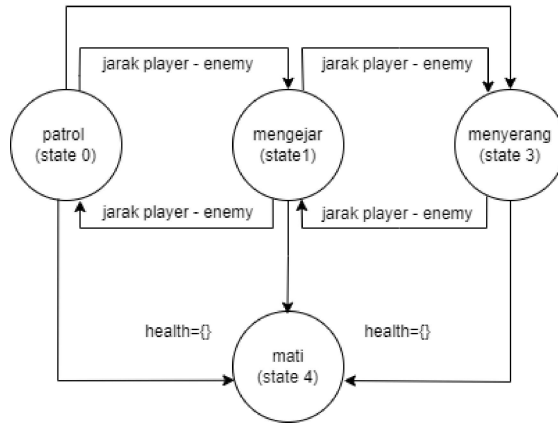 jarak player - enemy
jarak player - enemy
patrol
(state 0)
mengejar
(state1)
menyerang
(state 3)
jarak player - enemy
jarak player - enemy
health={}
health={}
mati
(state 4)